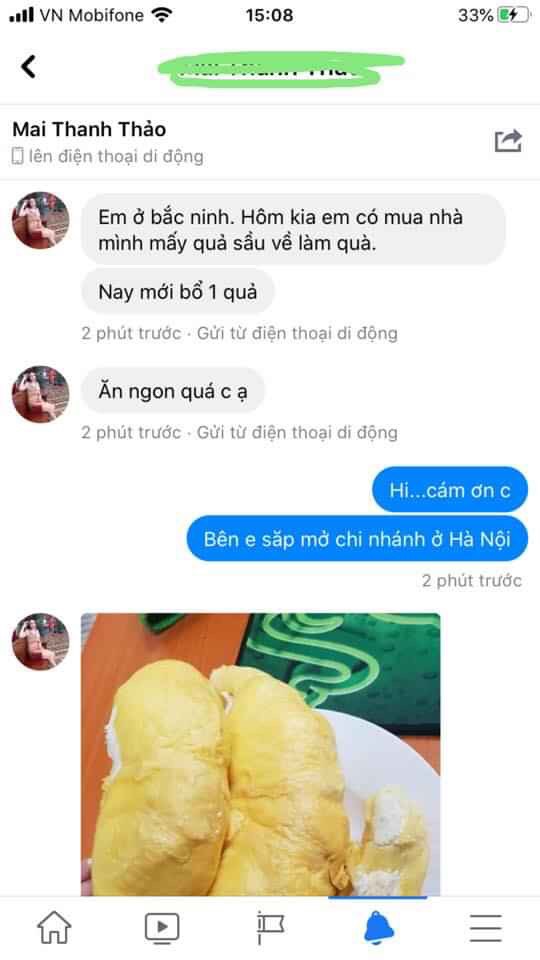 VN Mobifone
15:08
33%
Mai Thanh Thảo
lên điện thoại di động
Em ở bắc ninh. Hôm kia em có mua nhà
mình mấy quả sầu về làm quà.
Nay mới bổ 1 quả
2 phút trước · Gửi từ điện thoại di động
Ăn ngon quá c ạ
2 phút trước · Gửi từ điện thoại di động
Hi...cám ơn c
Bên e săp mở chi nhánh ở Hà Nội
2 phút trước